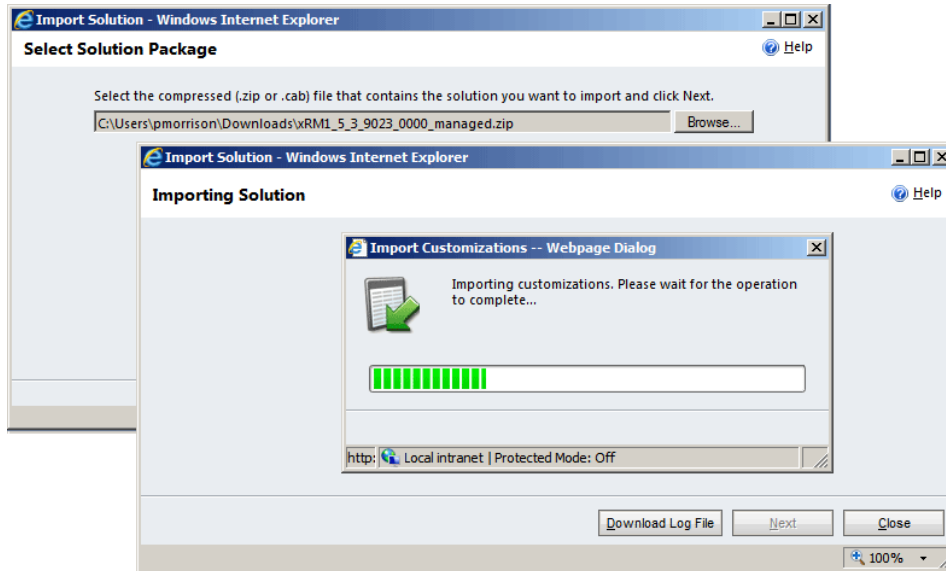 Import Solution - Windows Internet Explorer
Select Solution Package
Help
Select the compressed (.zip or .cab) file that contains the solution you want to import and click Next.
C:\Users\pmorrison\Downloads\xRM1_5_3_9023_0000_managed.zip
Browse...
Import Solution - Windows Internet Explorer
Importing Solution
Help
Import Customizations -- Webpage Dialog
Importing customizations. Please wait for the operation
to complete...
http: Local intranet | Protected Mode: Off
Download Log File
Next
Close
100%